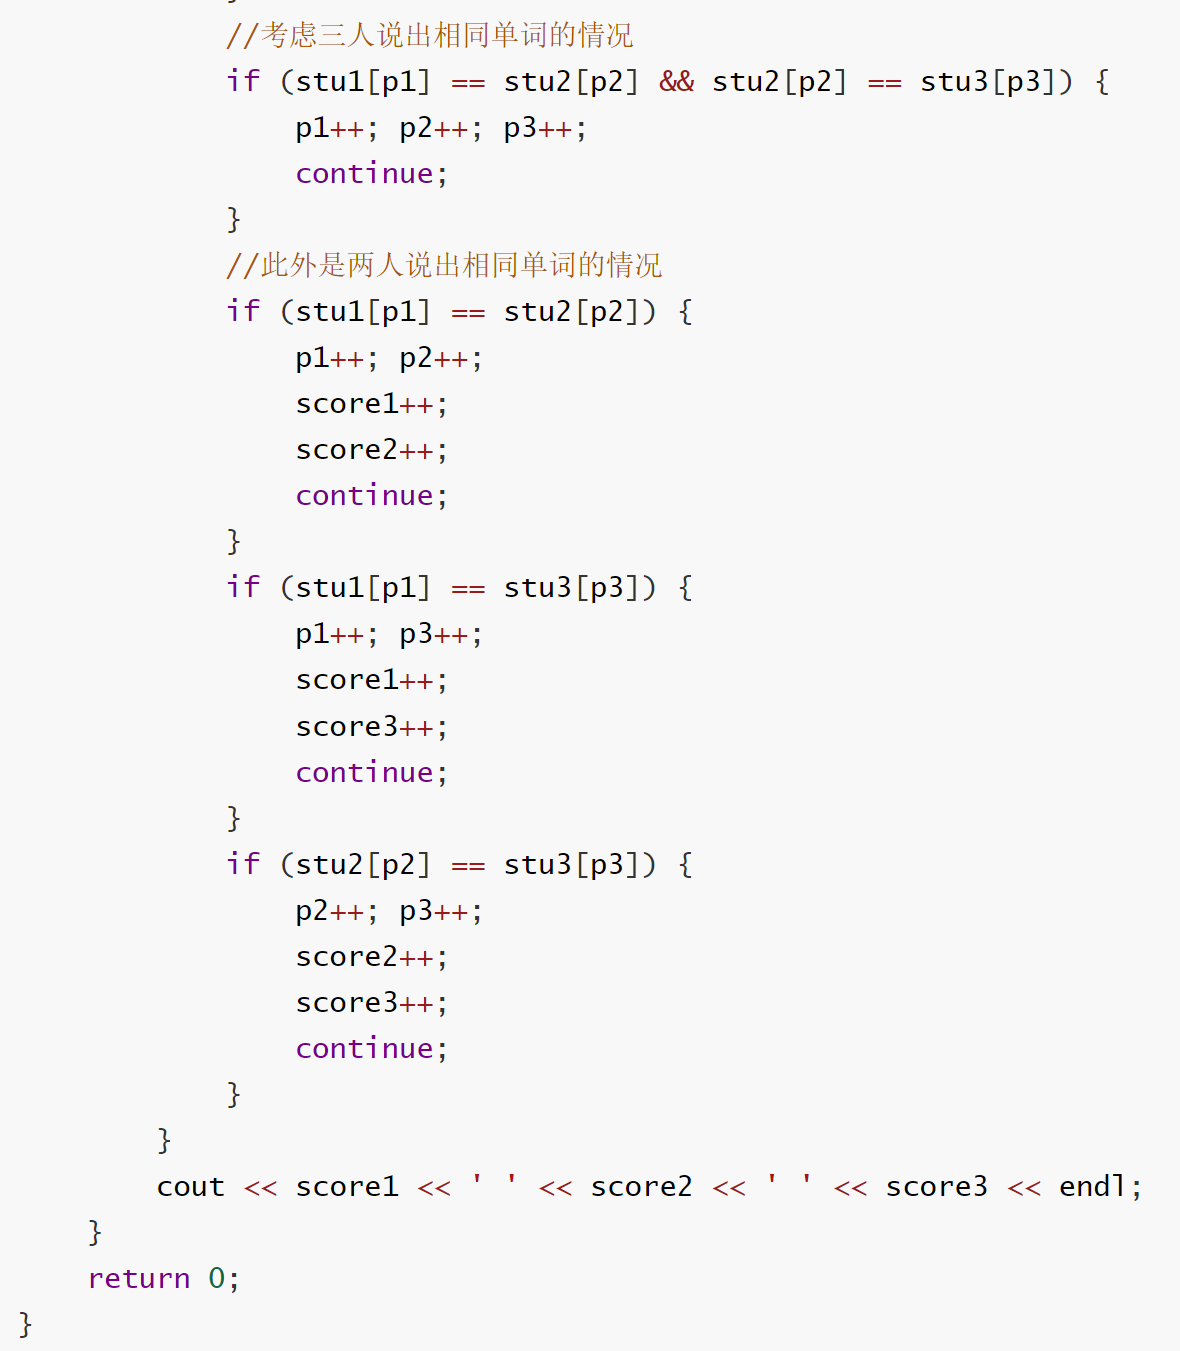 //考虑三人说出相同单词的情况
if (stu1[p1] == stu2[p2] && stu2[p2] == stu3[p3]) {
p1++; p2++; p3++;
continue;
}
//此外是两人说出相同单词的情况
if (stu1[p1] == stu2[p2]) {
p1++; p2++;
score1++;
score2++;
continue;
}
if (stu1[p1] == stu3[p3]) {
p1++; p3++;
score1++;
score3++;
continue;
}
if (stu2[p2] == stu3[p3]) {
p2++; p3++;
score2++;
score3++;
continue;
}
}
cout << score1 << ' ' << score2 << ' ' << score3 << endl;
}
return 0;
}